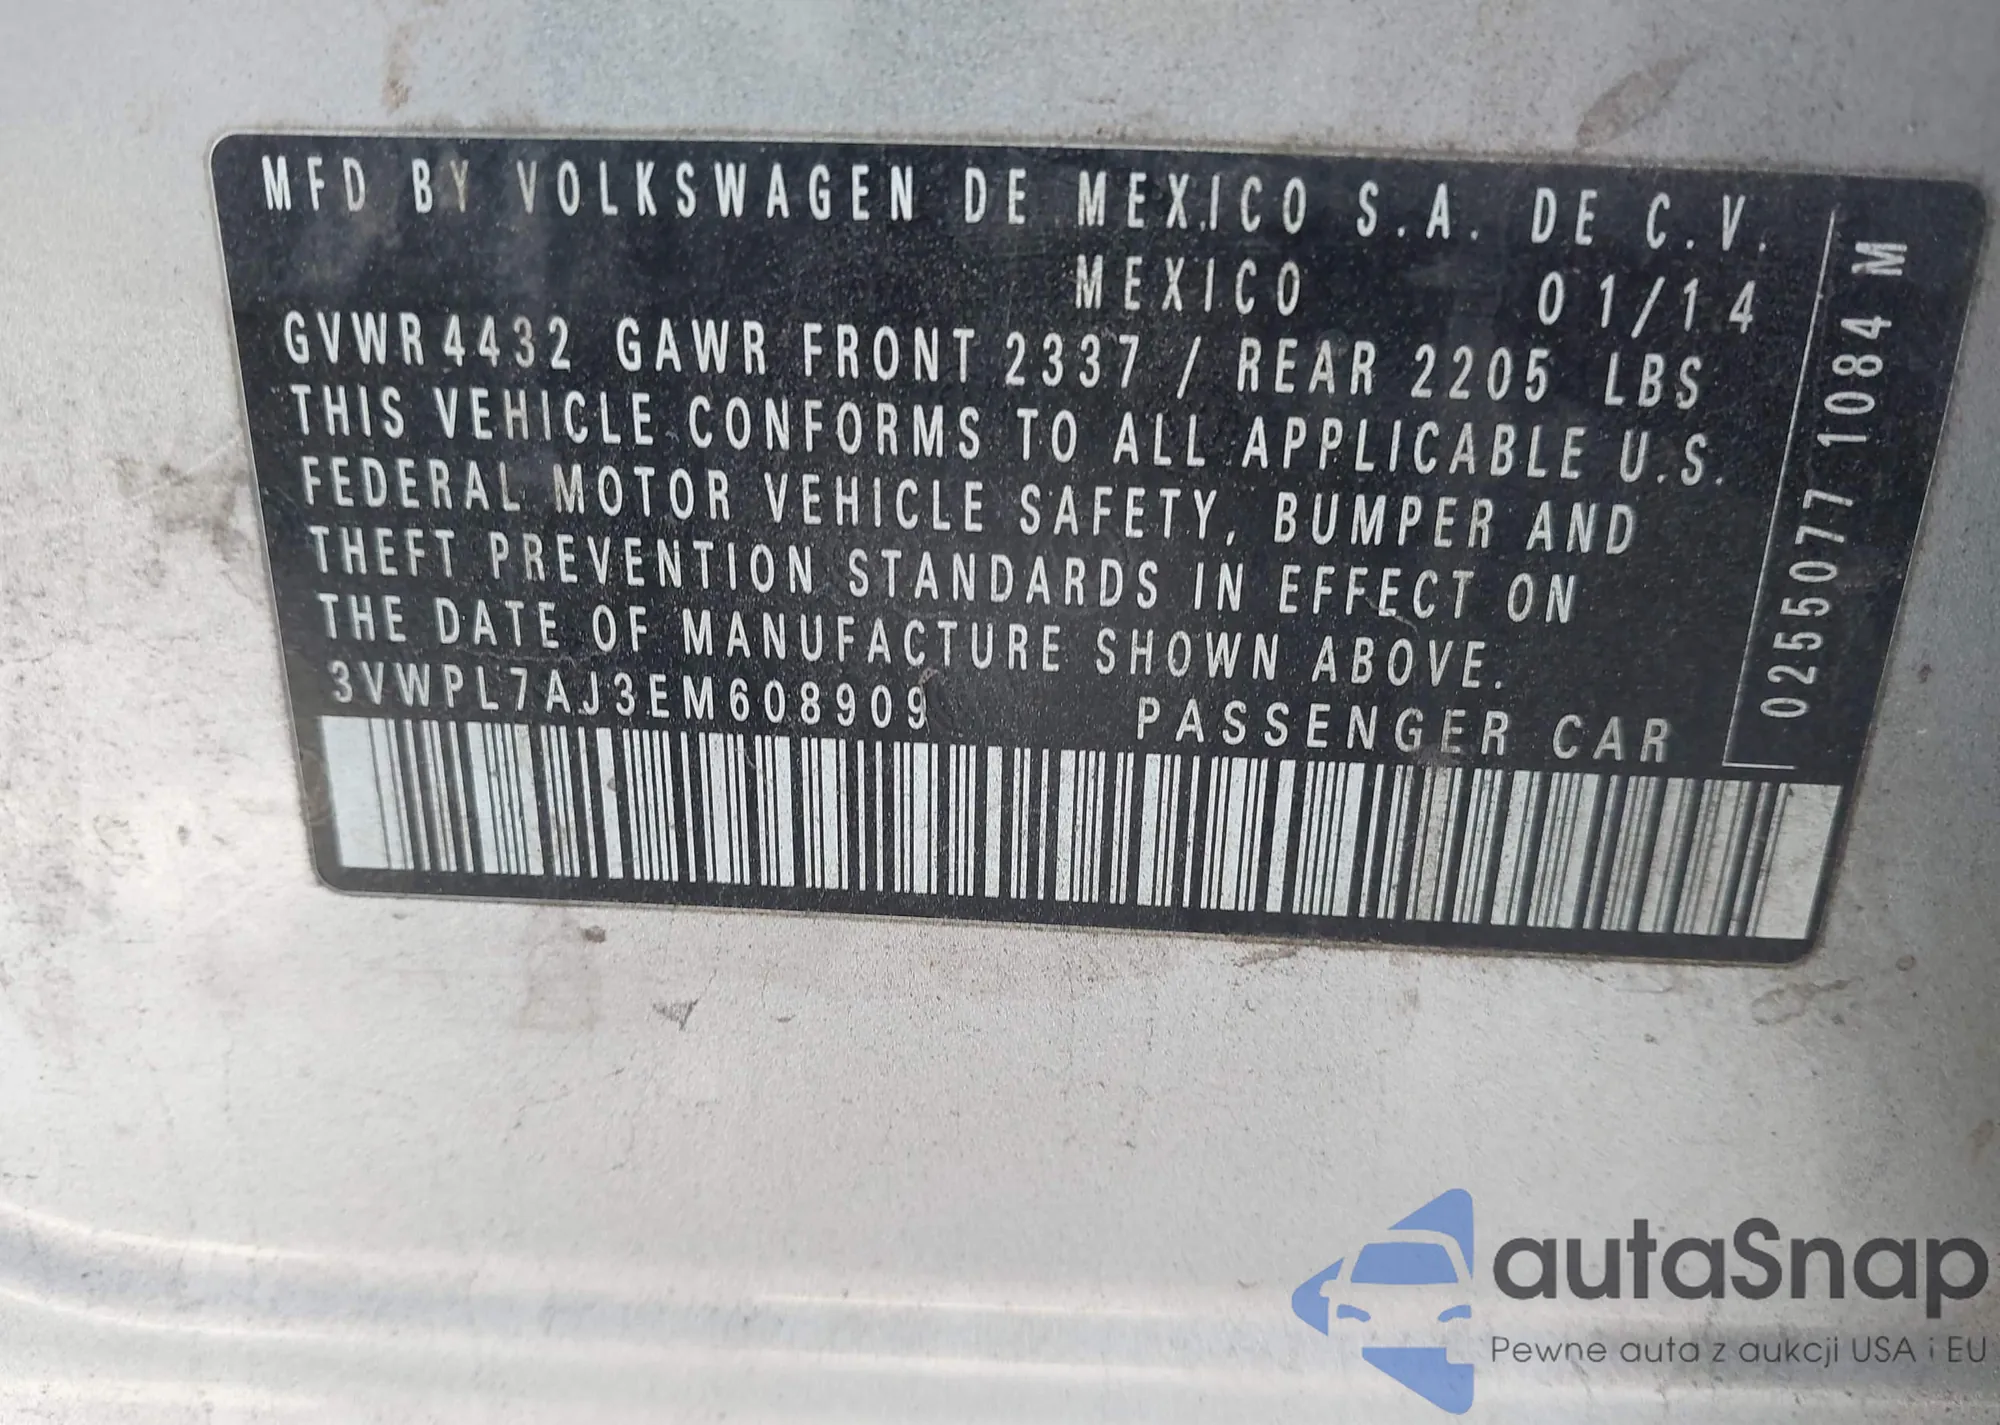 MFD BY VOLKSWAGEN DE MEXICO S.A. DE C.V.
MEXICO 01/14
GVWR 4432 GAWR FRONT 2337 / REAR 2205 LBS
THIS VEHICLE CONFORMS TO ALL APPLICABLE U.S.
FEDERAL MOTOR VEHICLE SAFETY, BUMPER AND
THEFT PREVENTION STANDARDS IN EFFECT ON
THE DATE OF MANUFACTURE SHOWN ABOVE.
3VWPL7AJ3EM608909 PASSENGER CAR
0255077 1084 M
autaSnap
Pewne auta z aukcji USA i EU